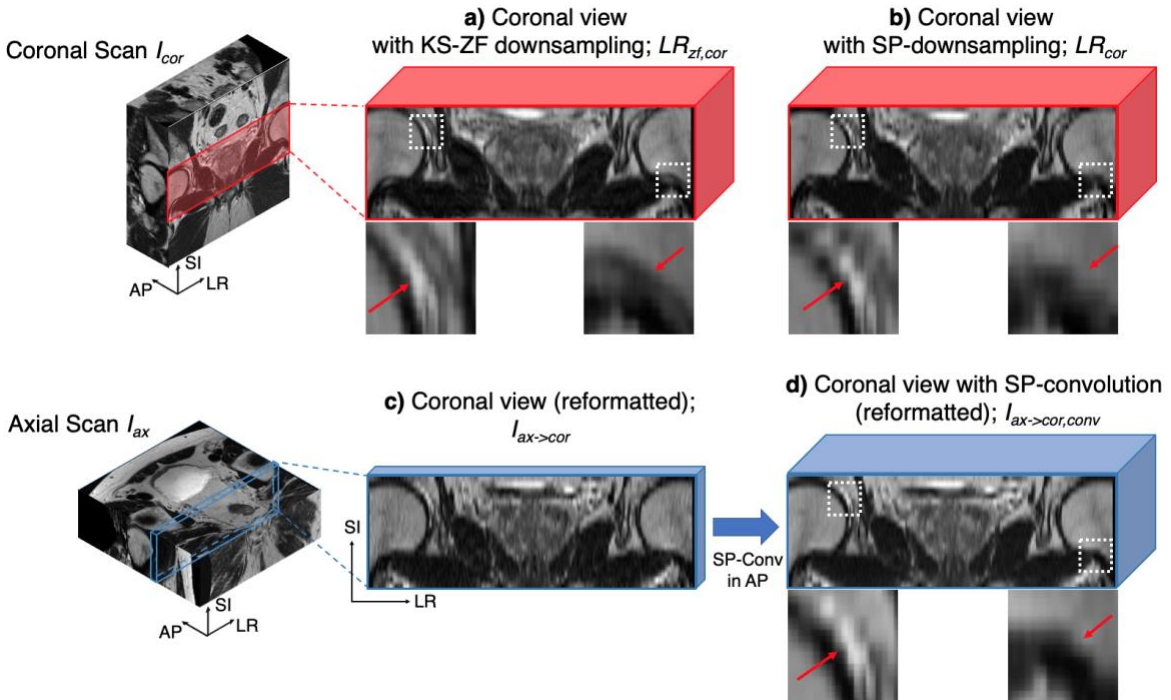 Coronal Scan I_cor
SI
AP
LR
a) Coronal view
with KS-ZF downsampling; LR_zf,cor
b) Coronal view
with SP-downsampling; LR_cor
Axial Scan I_ax
SI
AP
LR
c) Coronal view (reformatted);
I_ax->cor
SI
LR
SP-Conv
in AP
d) Coronal view with SP-convolution
(reformatted); I_ax->cor,conv